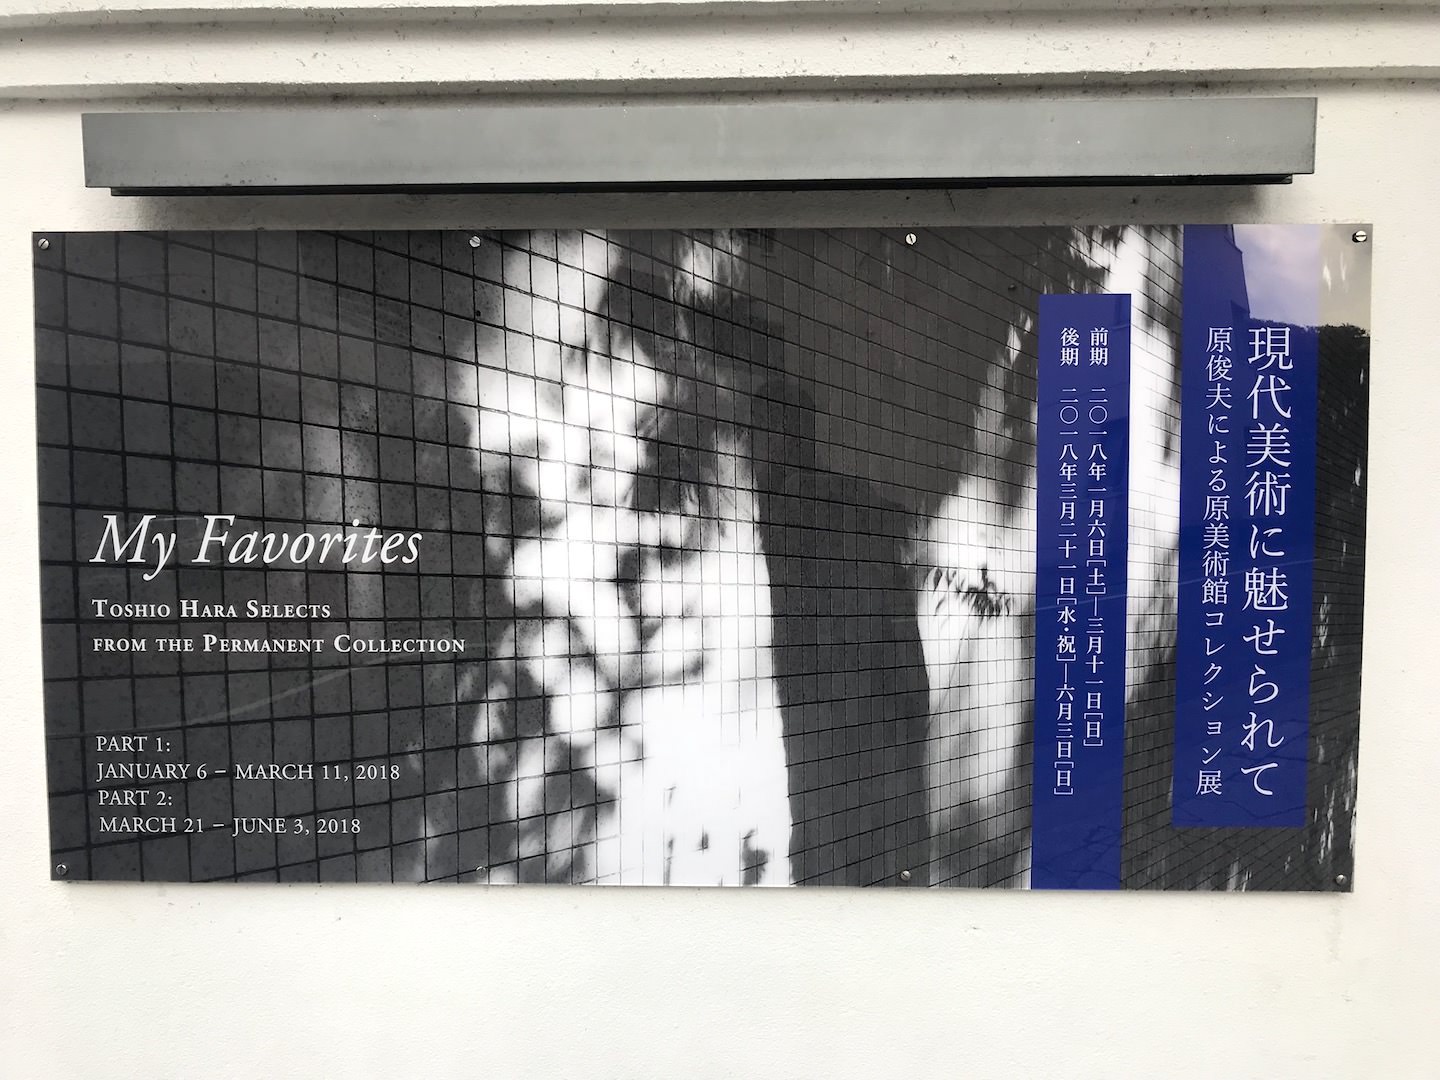 My Favorites
TOSHIO HARA SELECTS
FROM THE PERMANENT COLLECTION
PART 1:
JANUARY 6 – MARCH 11, 2018
PART 2:
MARCH 21 – JUNE 3, 2018
現代美術に魅せられて
原俊夫による原美術館コレクション展
前期 二〇一八年一月六日[土]—三月十一日[日]
後期 二〇一八年三月二十一日[水・祝]—六月三日[日]